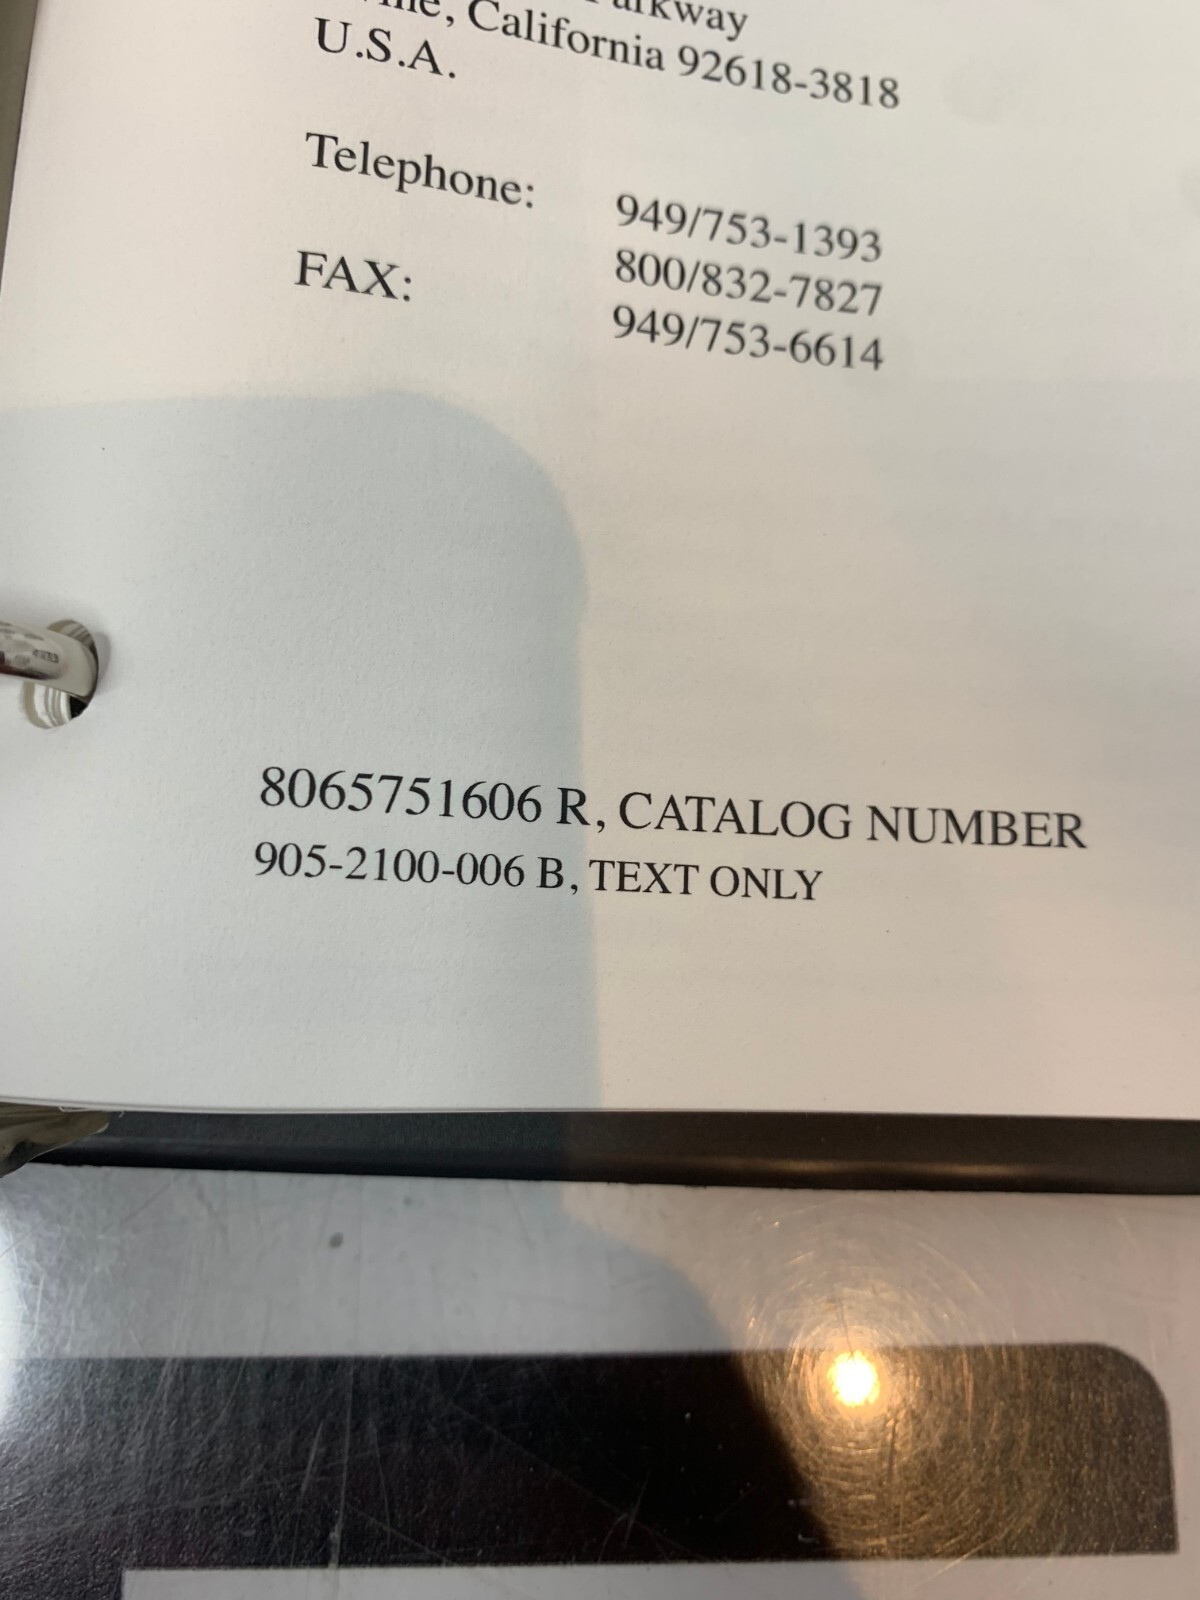 California 92618-3818
U.S.A.
Telephone: 949/753-1393
800/832-7827
FAX: 949/753-6614
8065751606 R, CATALOG NUMBER
905-2100-006 B, TEXT ONLY